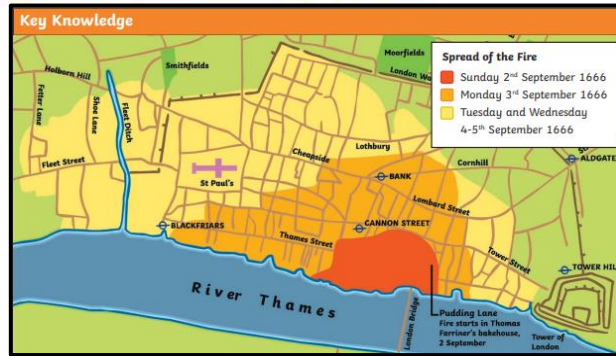 Key Knowledge
Spread of the Fire
Sunday 2nd September 1666
Monday 3rd September 1666
Tuesday and Wednesday
4-5th September 1666
Moorfields
London Wa
Smithfields
Holborn Hill
Fetter Lane
Shoe Lane
Fleet Ditch
Fleet Street
St Paul's
Cheapside
Lothbury
Cornhill
BANK
ALDGATE
Lombard Street
CANNON STREET
BLACKFRIARS
Thames Street
Tower Street
TOWER HIL
River Thames
London Bridge
Pudding Lane
Fire starts in Thomas
Farriner's bakehouse,
2 September
Tower of
London